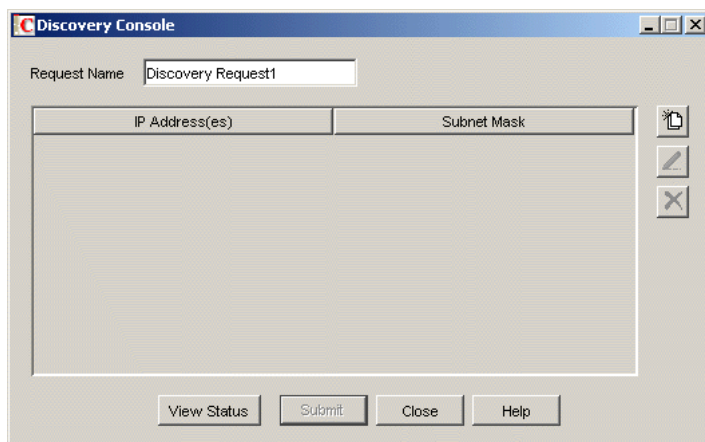 Discovery Console
Request Name Discovery Request1
IP Address(es) Subnet Mask
View Status Submit Close Help